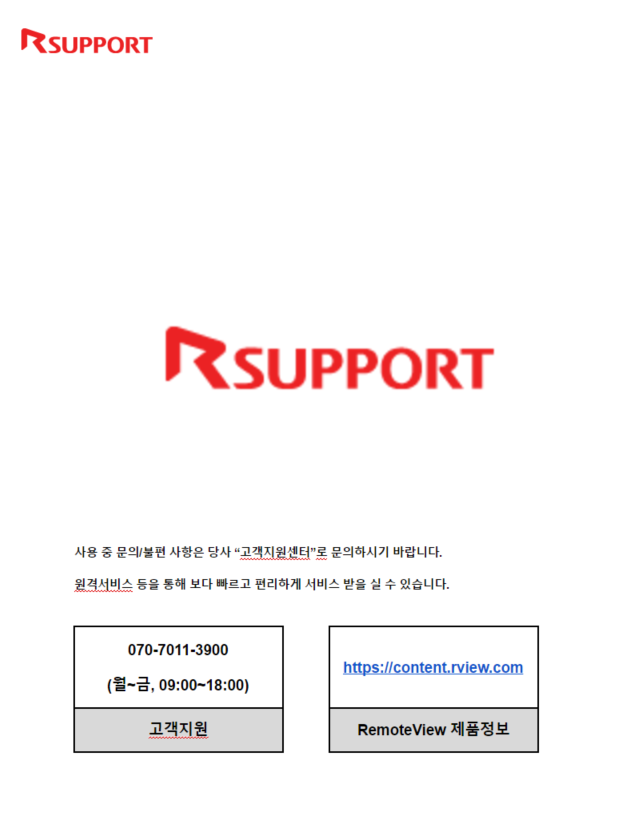 RSUPPORT
RSUPPORT
사용 중 문의/불편 사항은 당사 “고객지원센터”로 문의하시기 바랍니다.
원격서비스 등을 통해 보다 빠르고 편리하게 서비스 받을 실 수 있습니다.
070-7011-3900
(월~금, 09:00~18:00)
고객지원
https://content.rview.com
RemoteView 제품정보